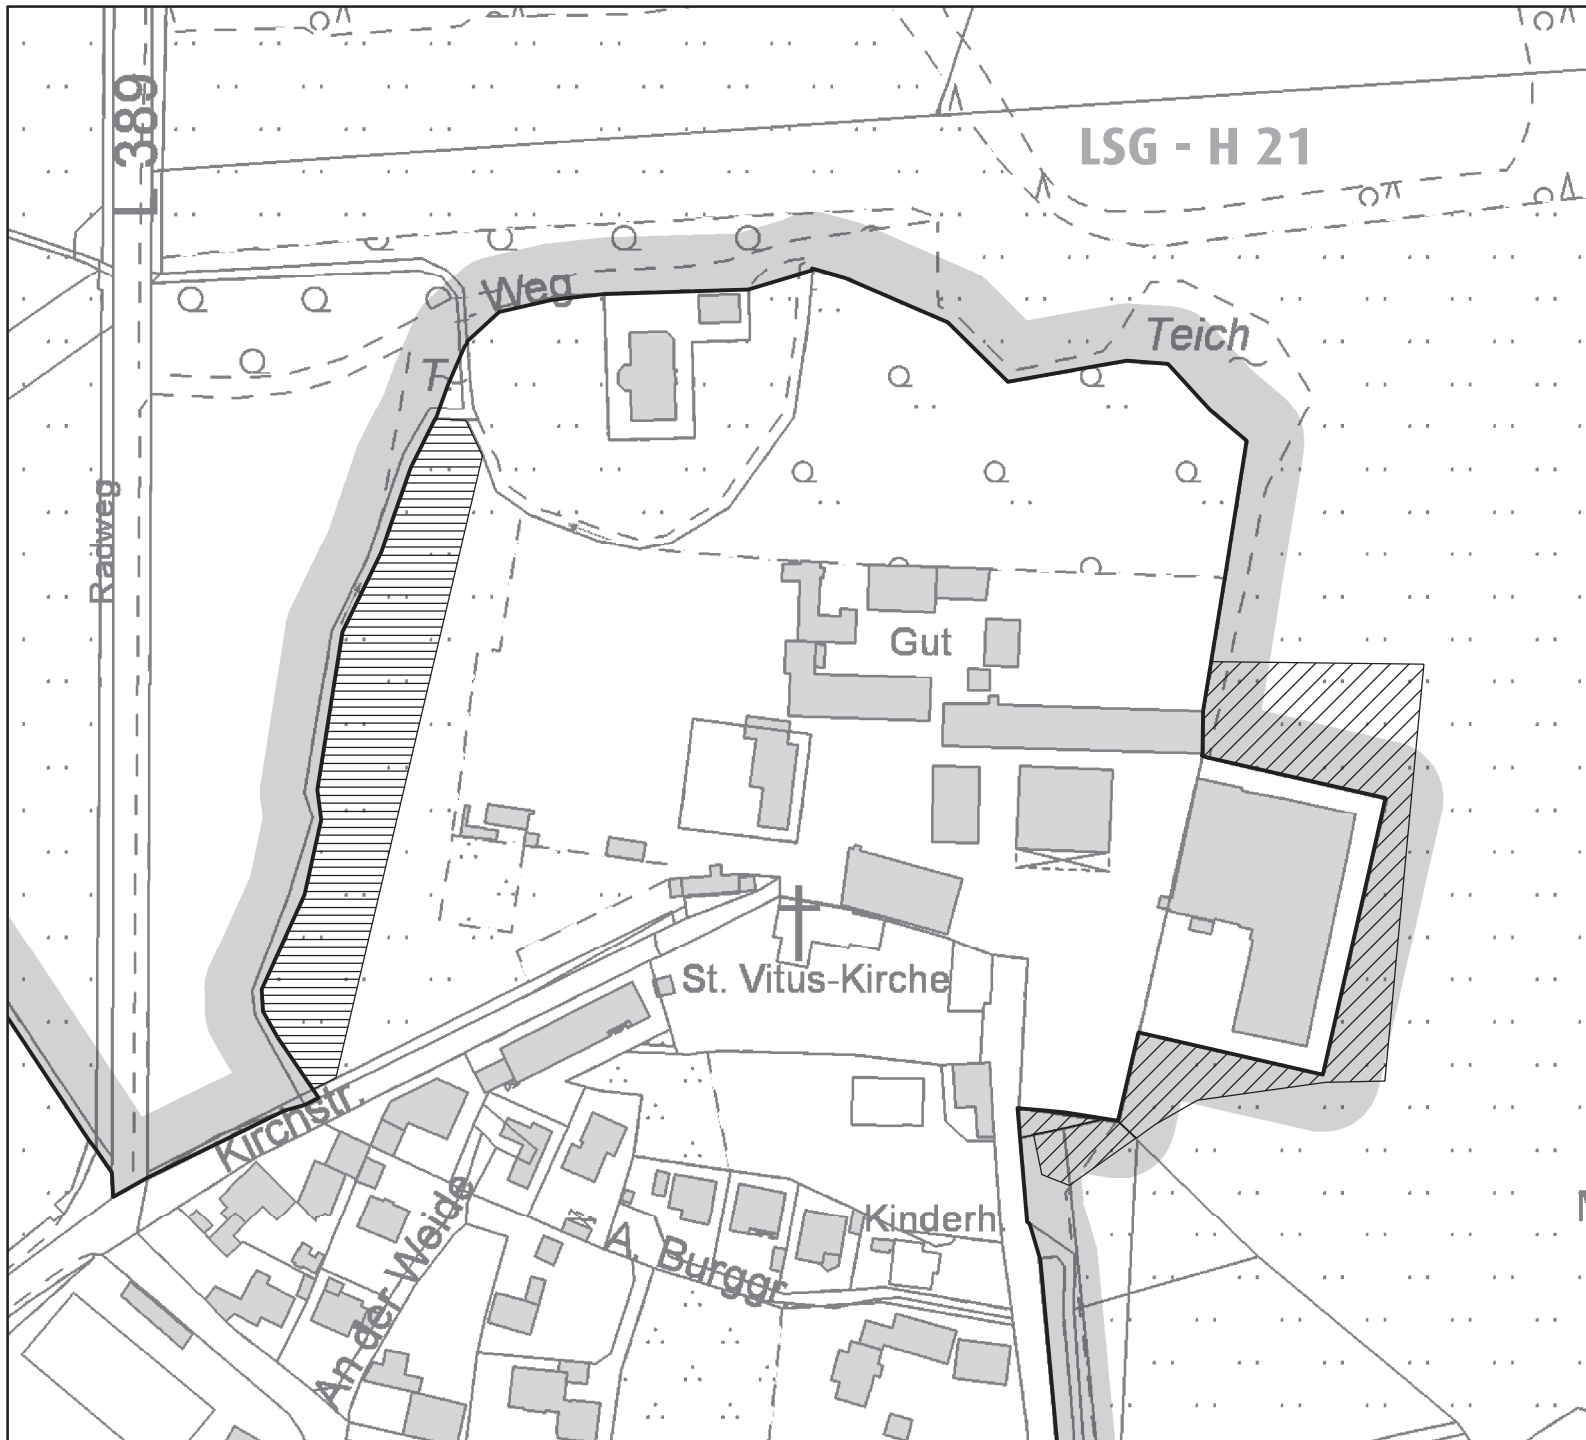 L 389
LSG - H 21
Weg
Teich
T.
Radweg
Gut
St. Vitus-Kirche
Kirchstr.
An der Weide
A. Burggr.
Kinderh.